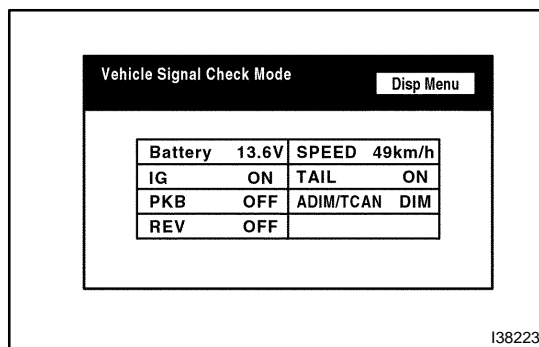 Vehicle Signal Check Mode
Disp Menu
Battery 13.6V SPEED 49km/h
IG ON TAIL ON
PKB OFF ADIM/TCAN DIM
REV OFF
I38223